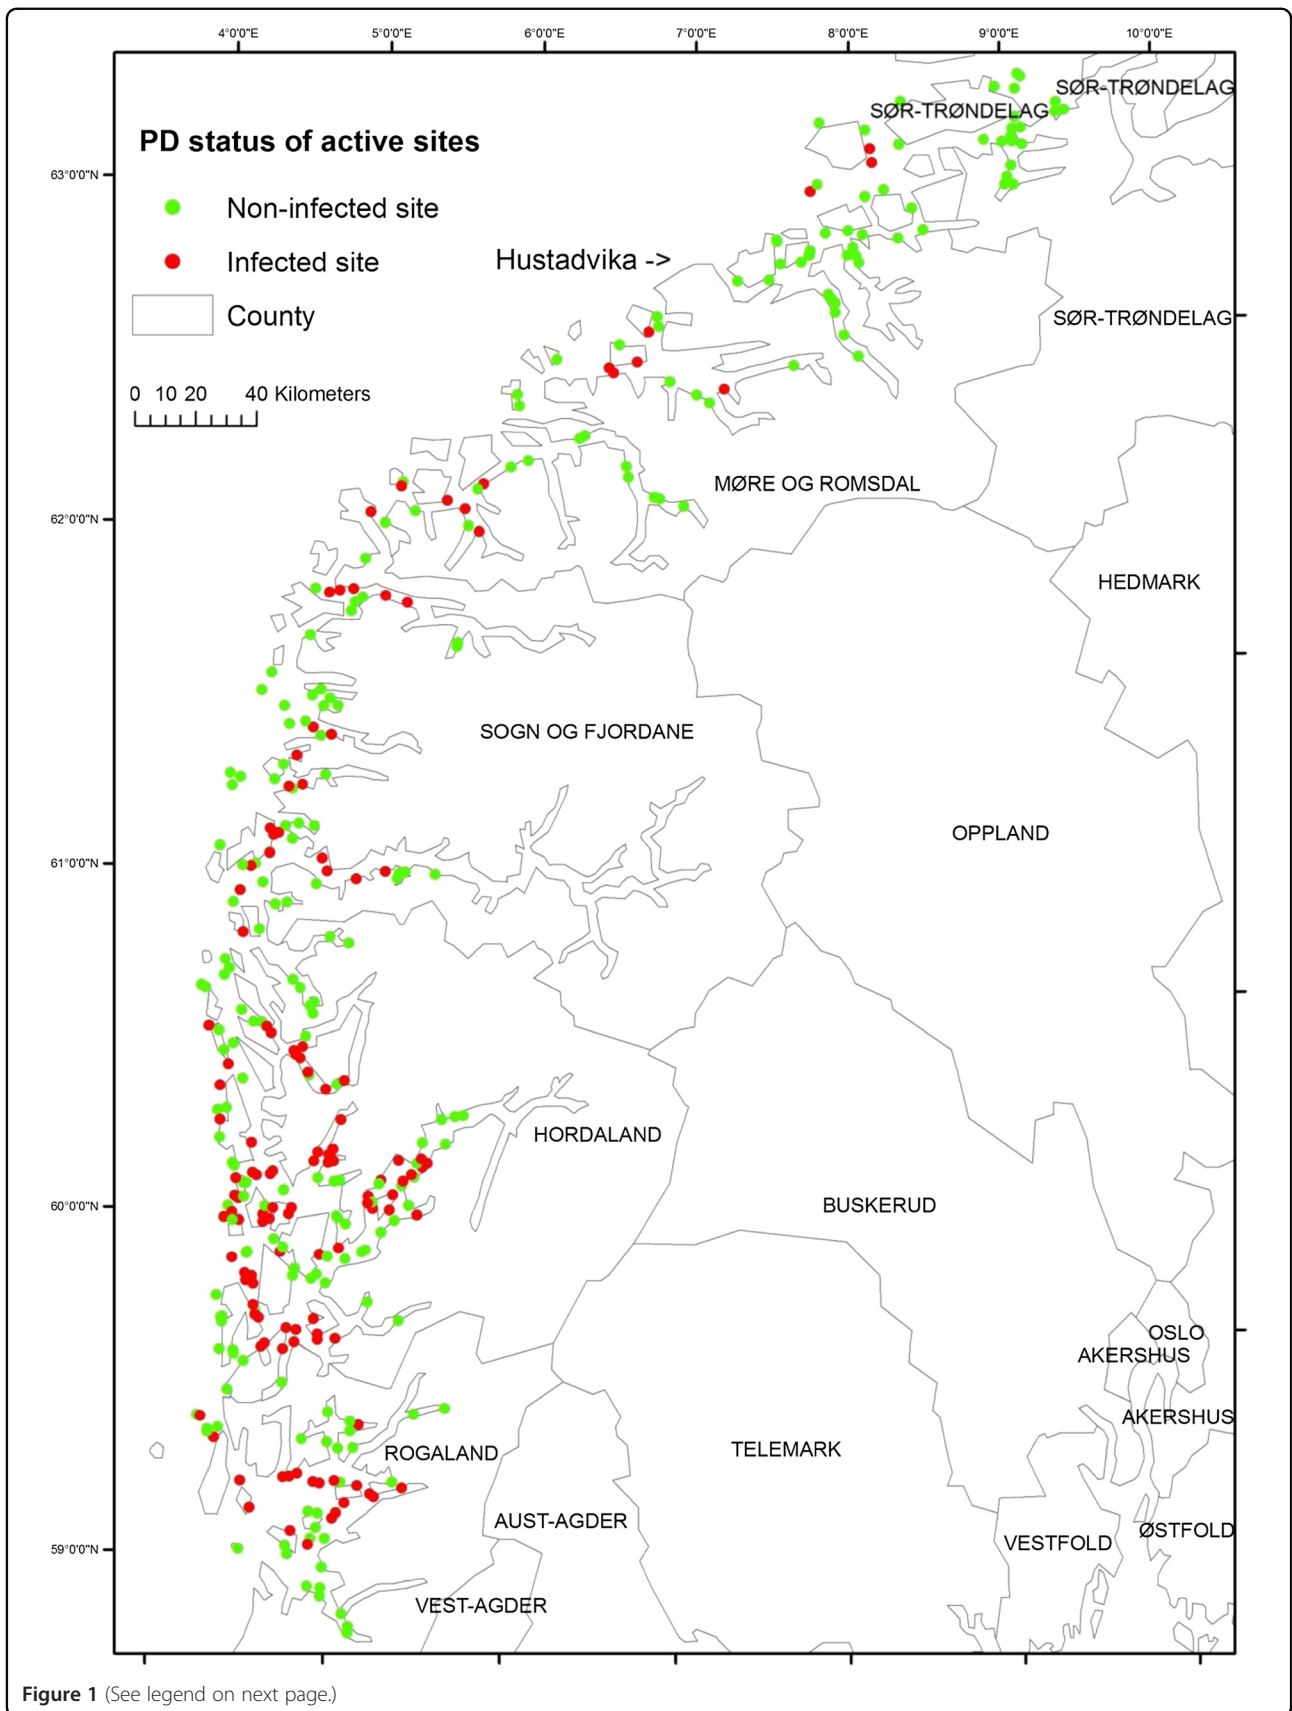 4°0'0"E 5°0'0"E 6°0'0"E 7°0'0"E 8°0'0"E 9°0'0"E 10°0'0"E
SØR-TRØNDELAG
SØR-TRØNDELAG
PD status of active sites
63°0'0"N
Non-infected site
Hustadvika ->
Infected site
County
SØR-TRØNDELAG
0 10 20 40 Kilometers
MØRE OG ROMSDAL
62°0'0"N
HEDMARK
SOGN OG FJORDANE
OPPLAND
61°0'0"N
HORDALAND
60°0'0"N
BUSKERUD
OSLO
AKERSHUS
AKERSHUS
ROGALAND
TELEMARK
AUST-AGDER
ØSTFOLD
VESTFOLD
59°0'0"N
VEST-AGDER
Figure 1 (See legend on next page.)